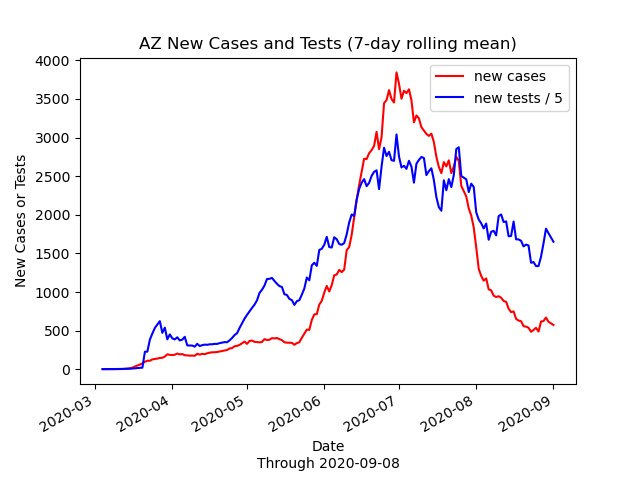 AZ New Cases and Tests (7-day rolling mean)
new cases
new tests / 5
4000
3500
3000
2500
2000
1500
1000
500
0
New Cases or Tests
2020-03
2020-04
2020-05
2020-06
2020-07
2020-08
2020-09
Date
Through 2020-09-08